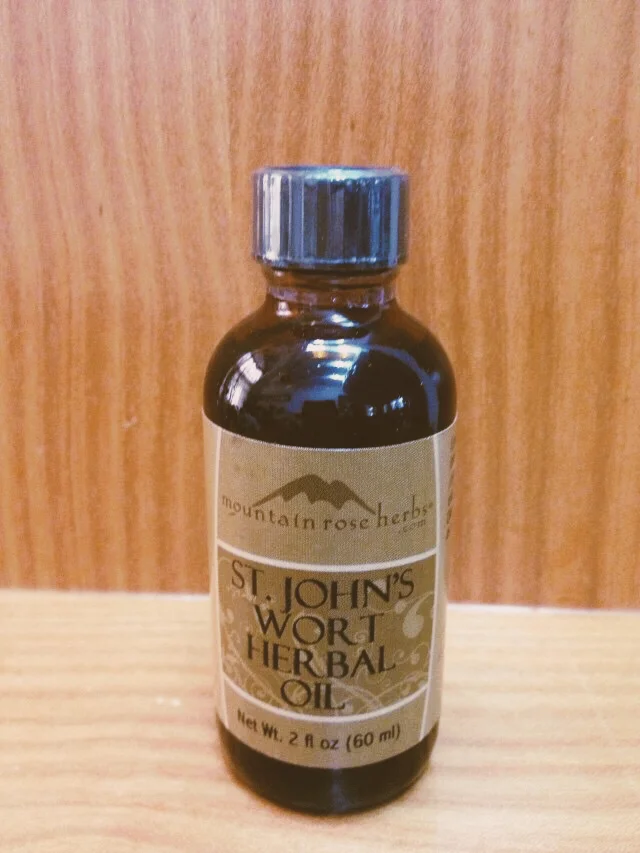 mountain rose herbs®
.com
ST. JOHN'S
WORT
HERBAL
OIL
Net Wt. 2 fl oz (60 ml)